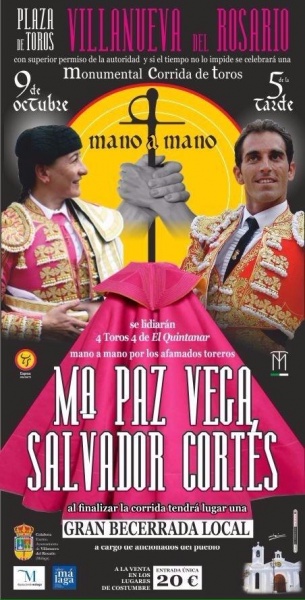 PLAZA DE TOROS VILLANUEVA DEL ROSARIO
con superior permiso de la autoridad y si el tiempo no lo impide se celebrará una
Monumental Corrida de toros
9 de octubre
5 de la tarde
mano a mano
se lidiarán
4 Toros 4 de El Quintanar
mano a mano por los afamados toreros
Mª PAZ VEGA
SALVADOR CORTÉS
al finalizar la corrida tendrá lugar una
GRAN BECERRADA LOCAL
a cargo de aficionados del pueblo
A LA VENTA
EN LOS
LUGARES
DE COSTUMBRE
ENTRADA ÚNICA
20 €
málaga